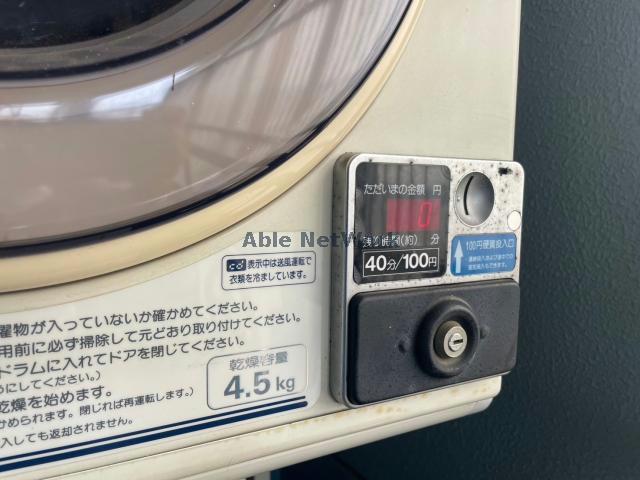 ただいまの金額 円
0
残り時間(約) 分
40分/100円
100円硬貨投入口
Able Network
cd 表示中は送風運転で
衣類を冷ましています。
濯物が入っていないか確かめてください。
用前に必ず掃除して元どおり取り付けてください。
ドラムに入れてドアを閉じてください。
にしてください。)
乾燥を始めます。
かめられます。閉じれば再運転します。)
入しても返却されません。
乾燥容量
4.5kg